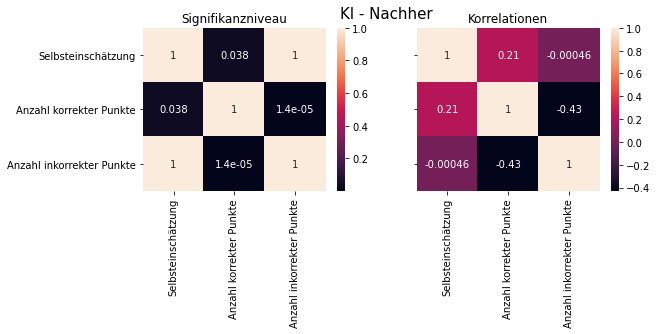 KI - Nachher
Signifikanzniveau
Korrelationen
Selbsteinschätzung
Anzahl korrekter Punkte
Anzahl inkorrekter Punkte
1 0.038 1
0.038 1 1.4e-05
1 1.4e-05 1
1.0
0.8
0.6
0.4
0.2
Selbsteinschätzung
Anzahl korrekter Punkte
Anzahl inkorrekter Punkte
1 0.21 -0.00046
0.21 1 -0.43
-0.00046 -0.43 1
1.0
0.8
0.6
0.4
0.2
0.0
−0.2
−0.4
Selbsteinschätzung
Anzahl korrekter Punkte
Anzahl inkorrekter Punkte